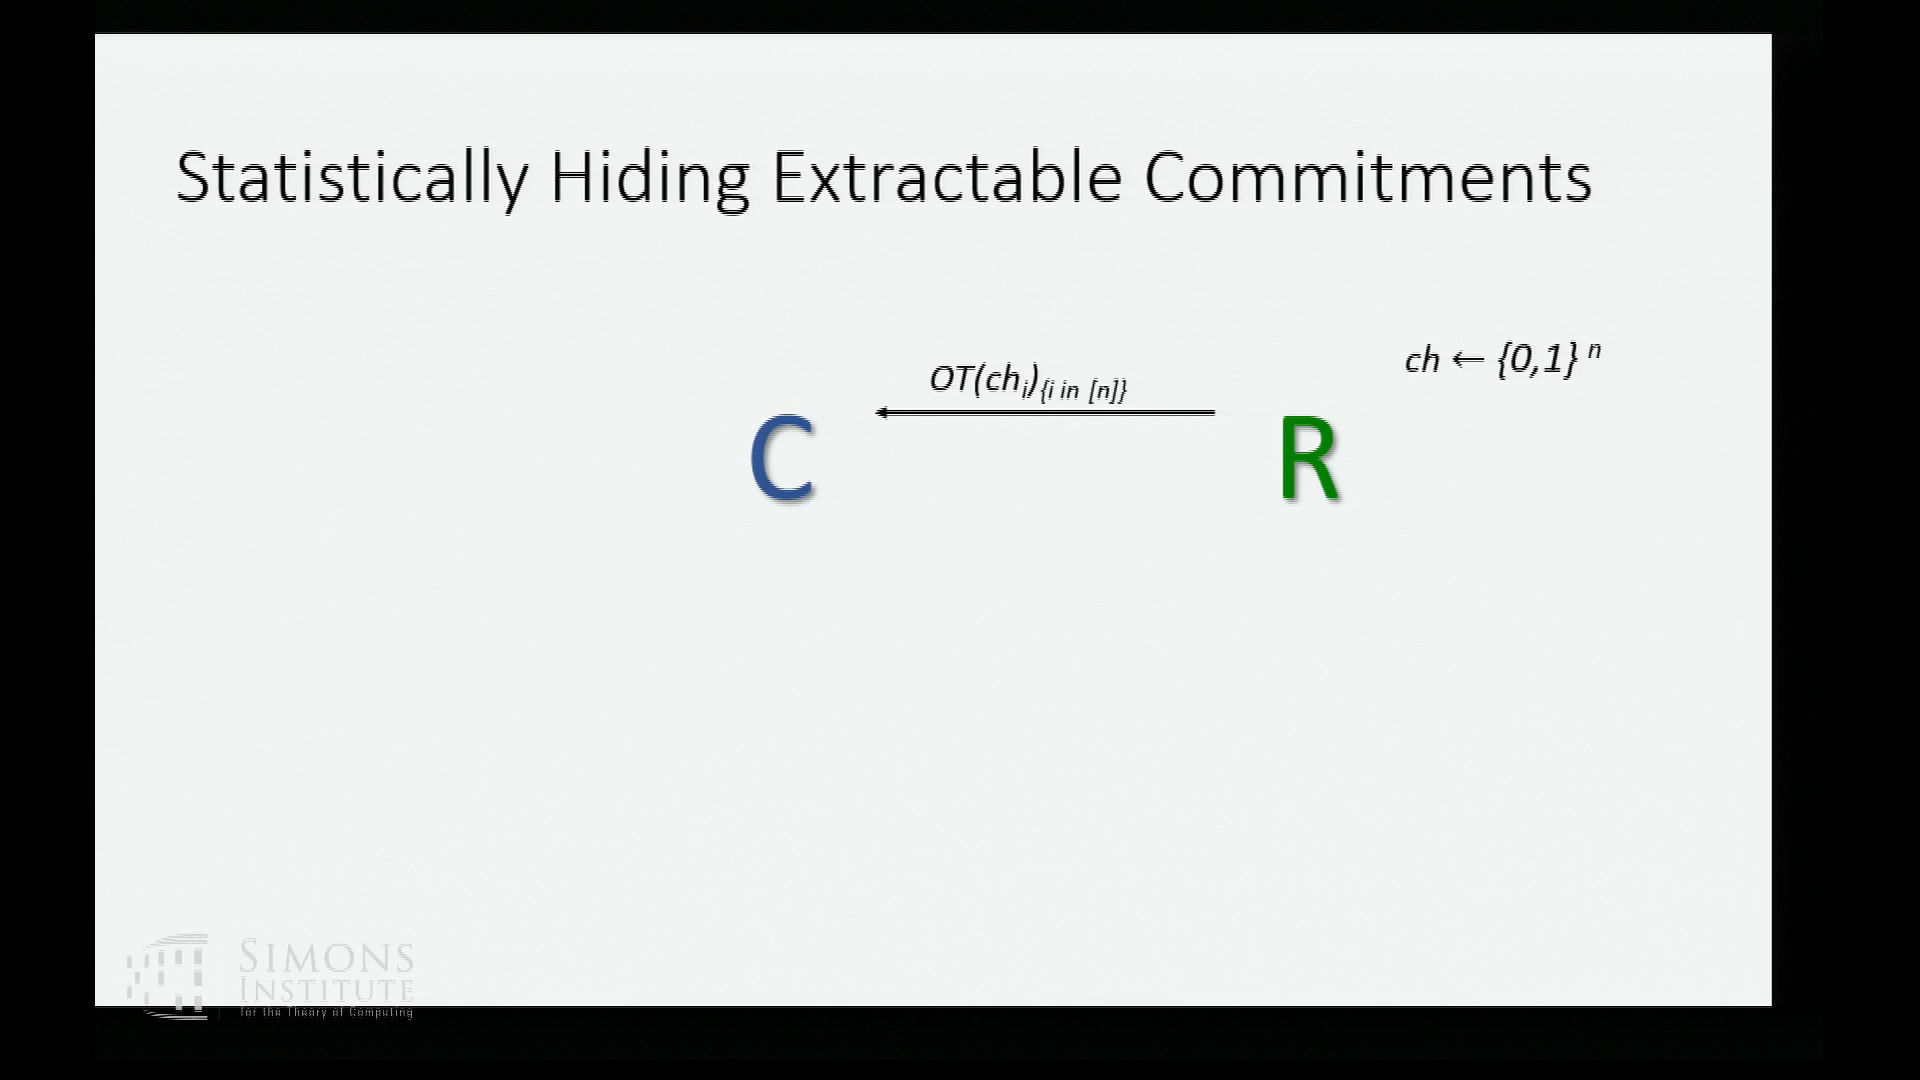 Statistically Hiding Extractable Commitments
ch ← {0,1} n
OT(chi){i in [n]}
C
R
SIMONS
INSTITUTE
for the Theory of Computing